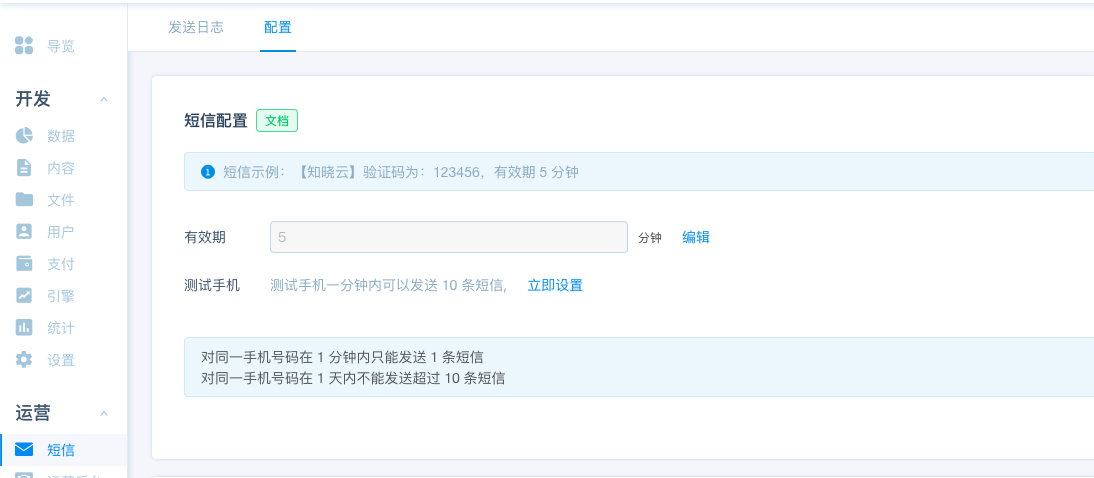 发送日志 配置
导览
开发
数据
内容
文件
用户
支付
引擎
统计
设置
运营
短信
短信配置 文档
短信示例：【知晓云】验证码为：123456，有效期 5 分钟
有效期 5 分钟 编辑
测试手机 测试手机一分钟内可以发送 10 条短信， 立即设置
对同一手机号码在 1 分钟内只能发送 1 条短信
对同一手机号码在 1 天内不能发送超过 10 条短信